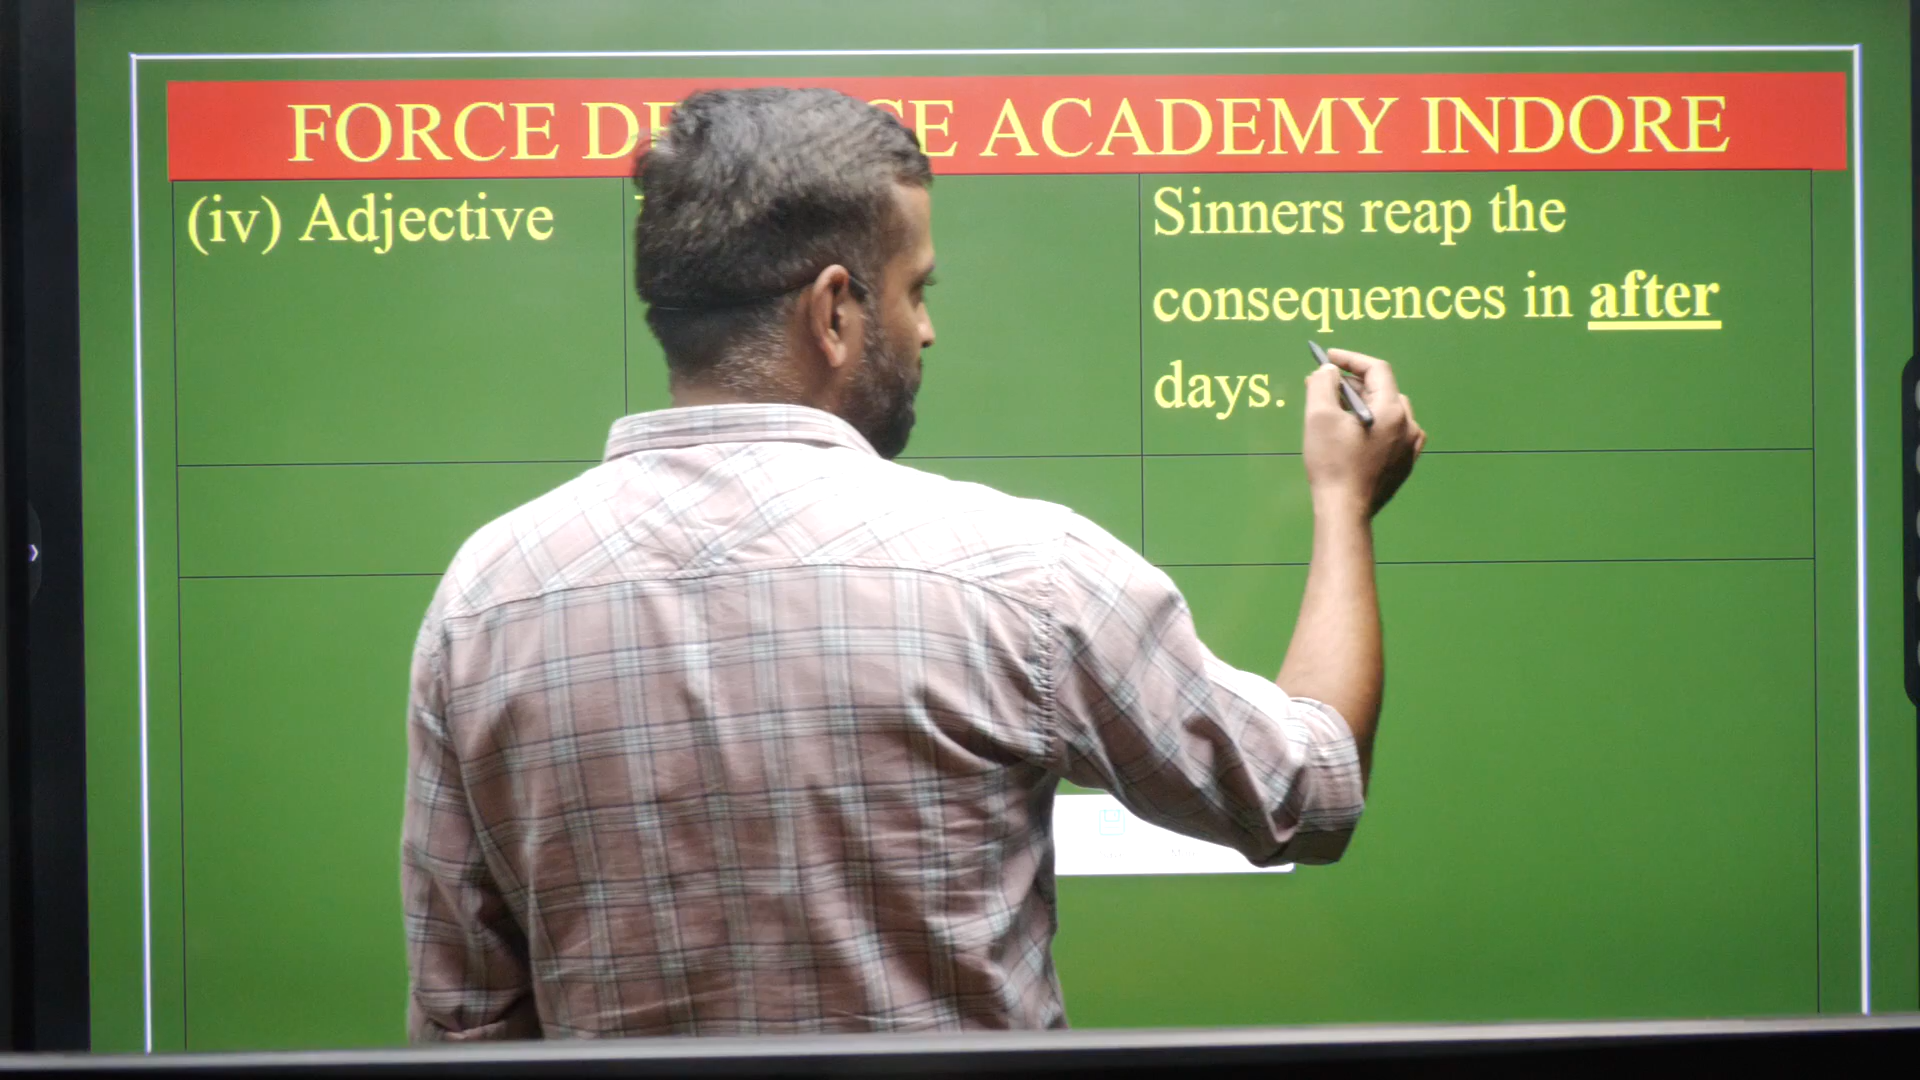 FORCE DE CE ACADEMY INDORE
(iv) Adjective
Sinners reap the
consequences in after
days.